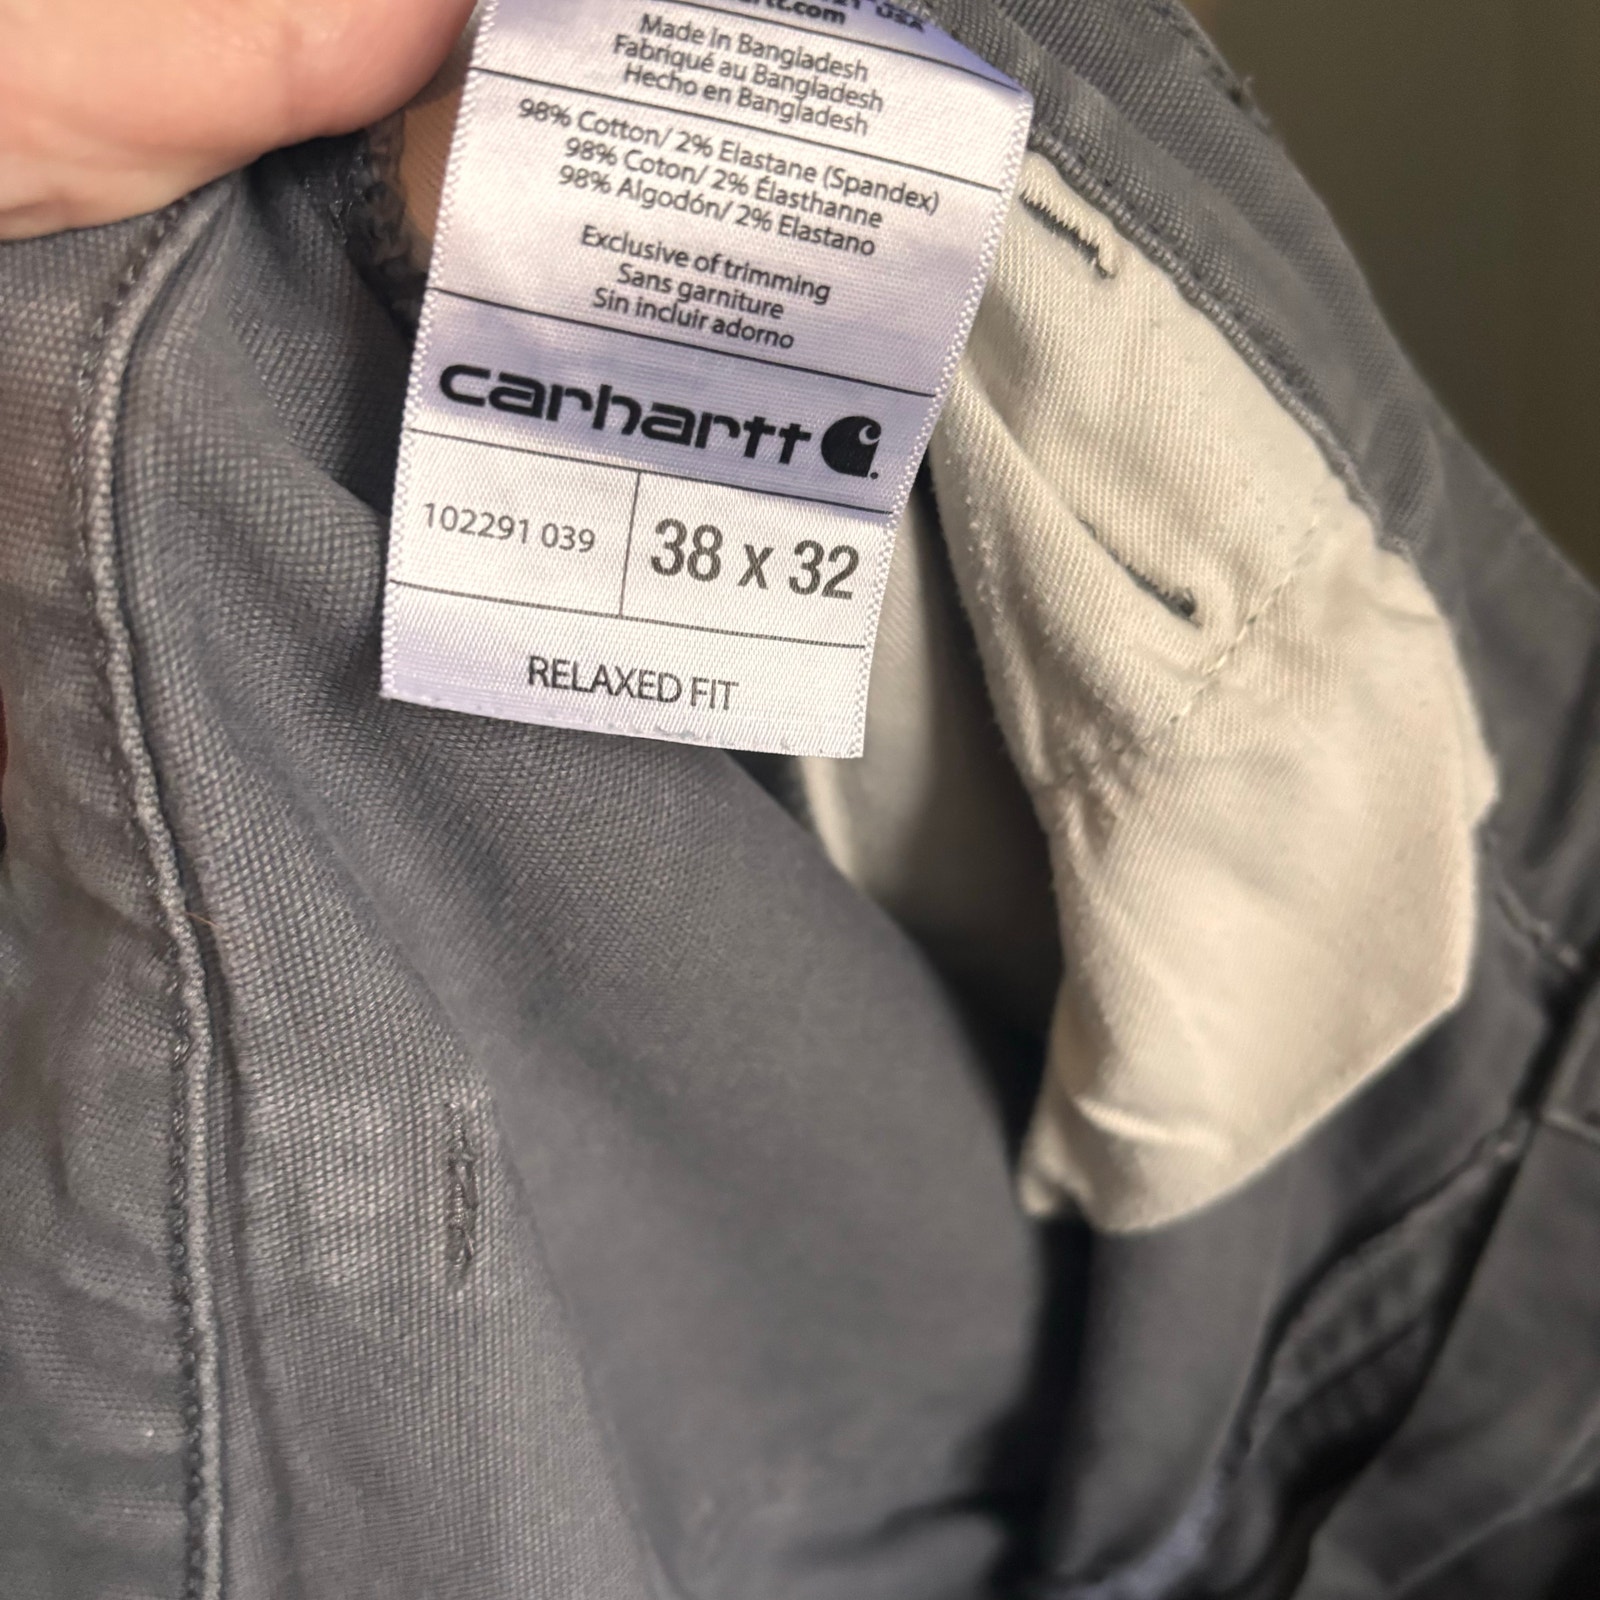 USA
Made In Bangladesh
Fabriqué au Bangladesh
Hecho en Bangladesh
98% Cotton/ 2% Elastane (Spandex)
98% Coton/ 2% Élasthanne
98% Algodón/ 2% Elastano
Exclusive of trimming
Sans garniture
Sin incluir adorno
carhartt
102291 039
38 x 32
RELAXED FIT